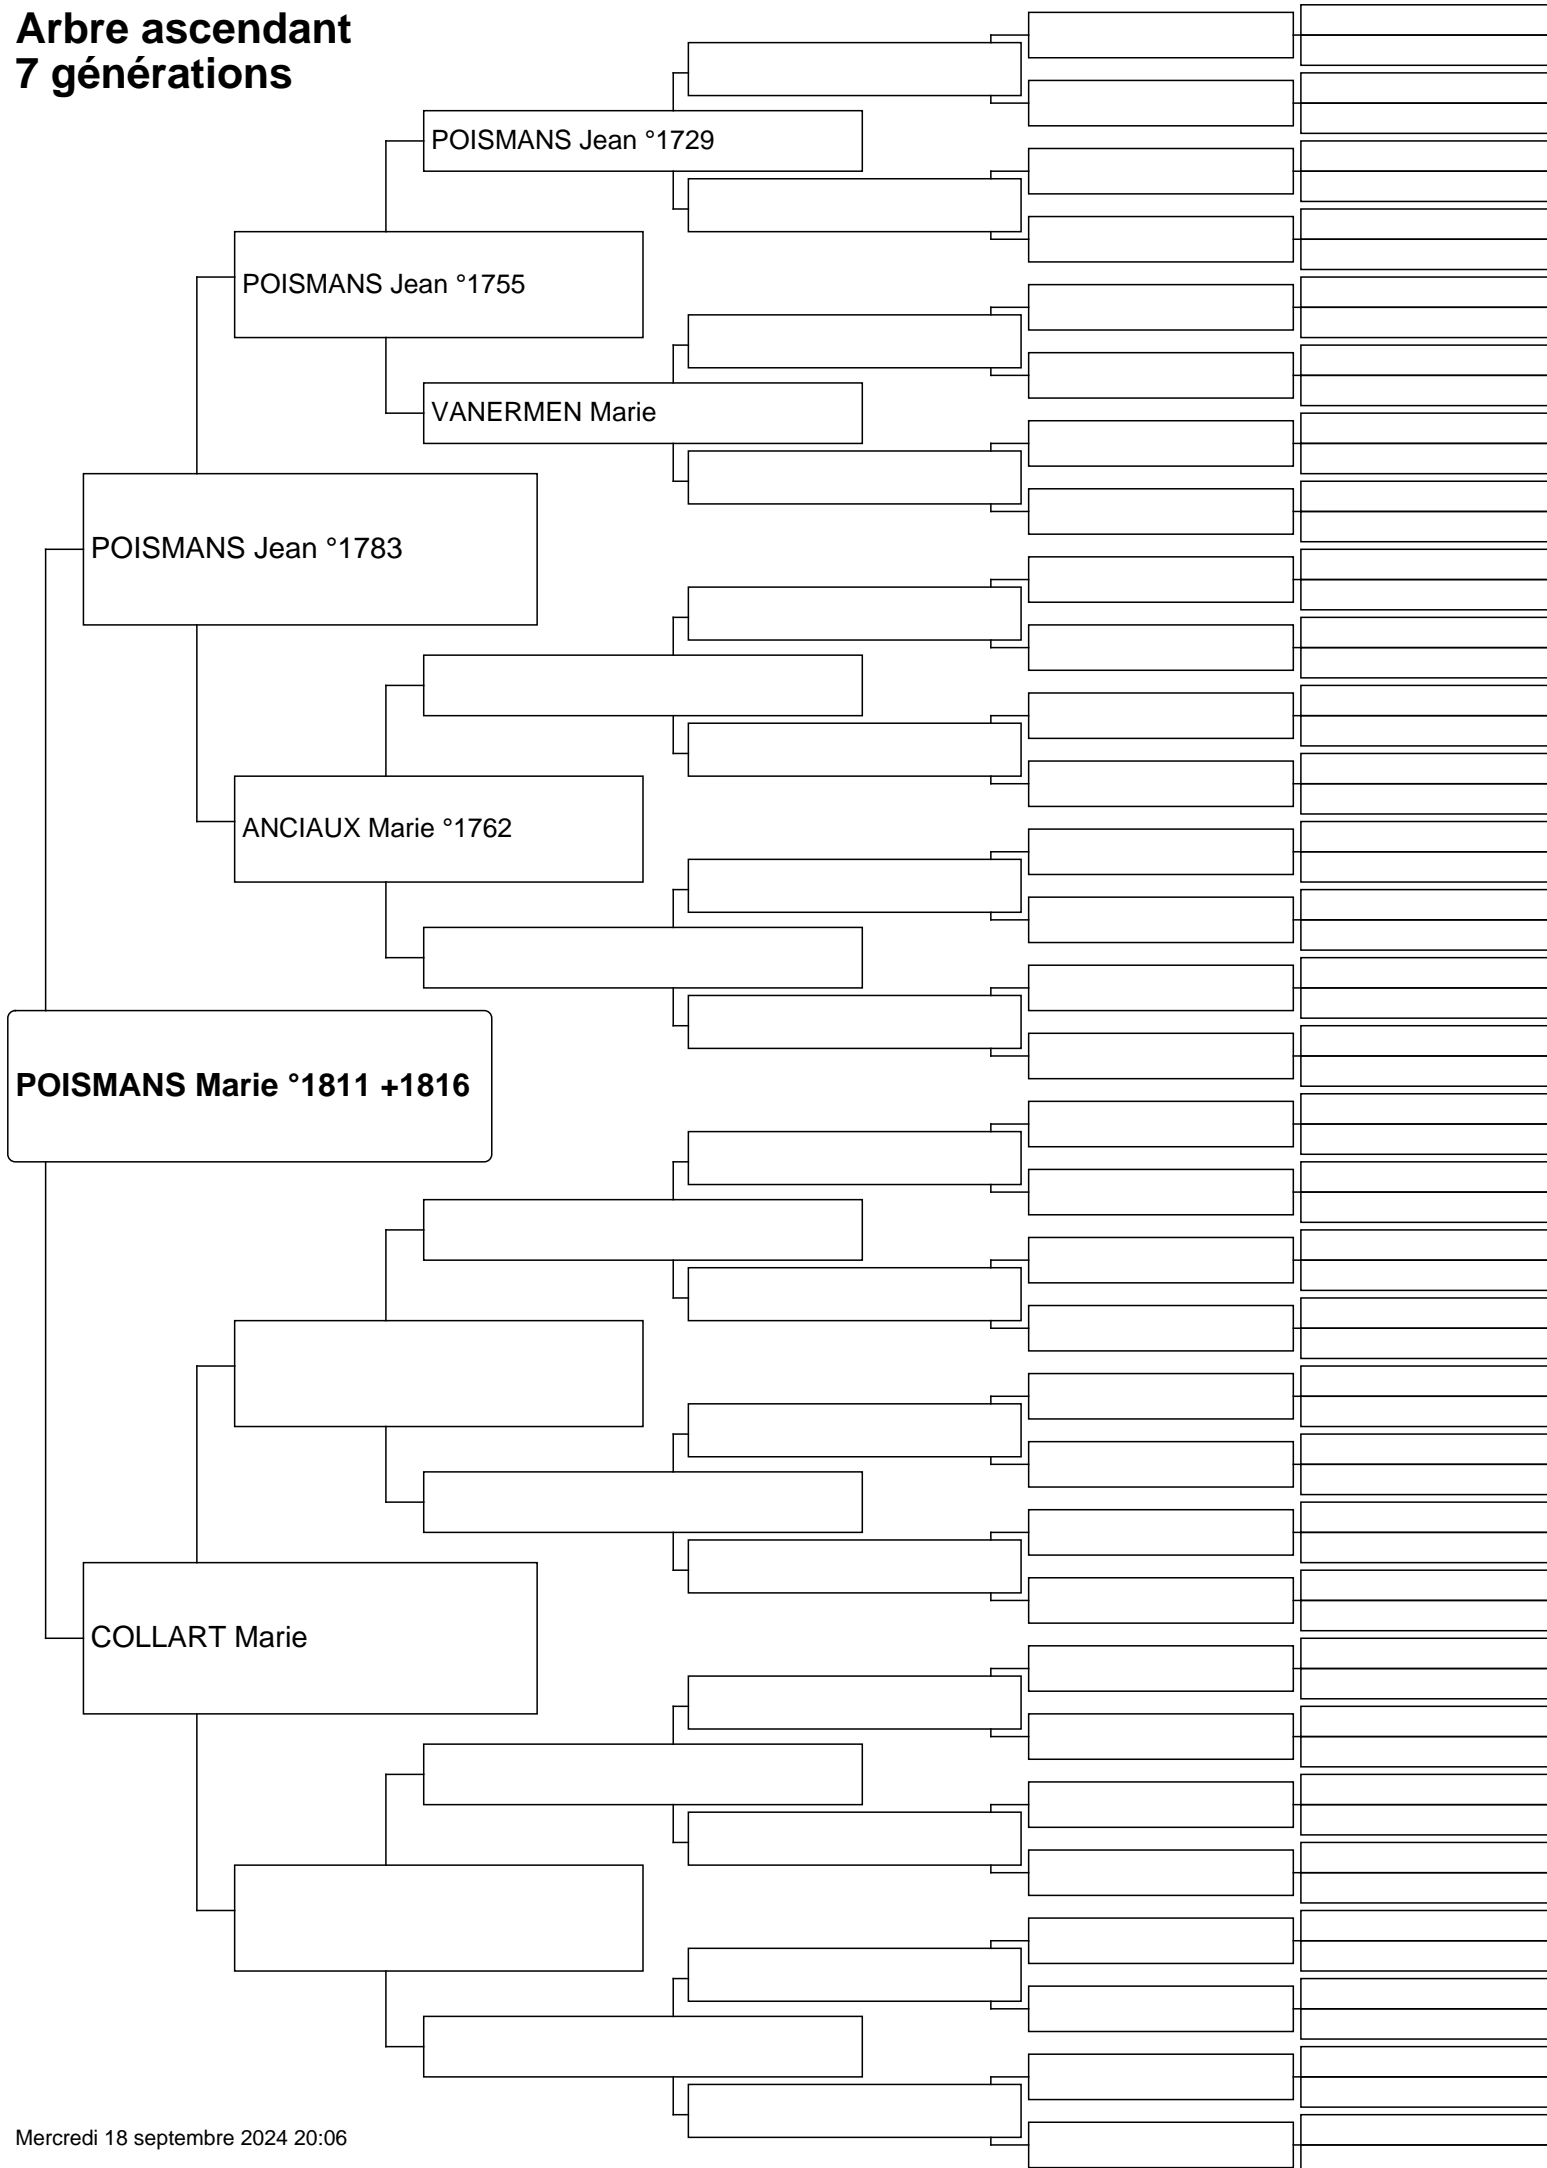 Arbre ascendant
7 générations
POISMANS Jean °1729
POISMANS Jean °1755
VANERMEN Marie
POISMANS Jean °1783
ANCIAUX Marie °1762
POISMANS Marie °1811 +1816
COLLART Marie
Mercredi 18 septembre 2024 20:06